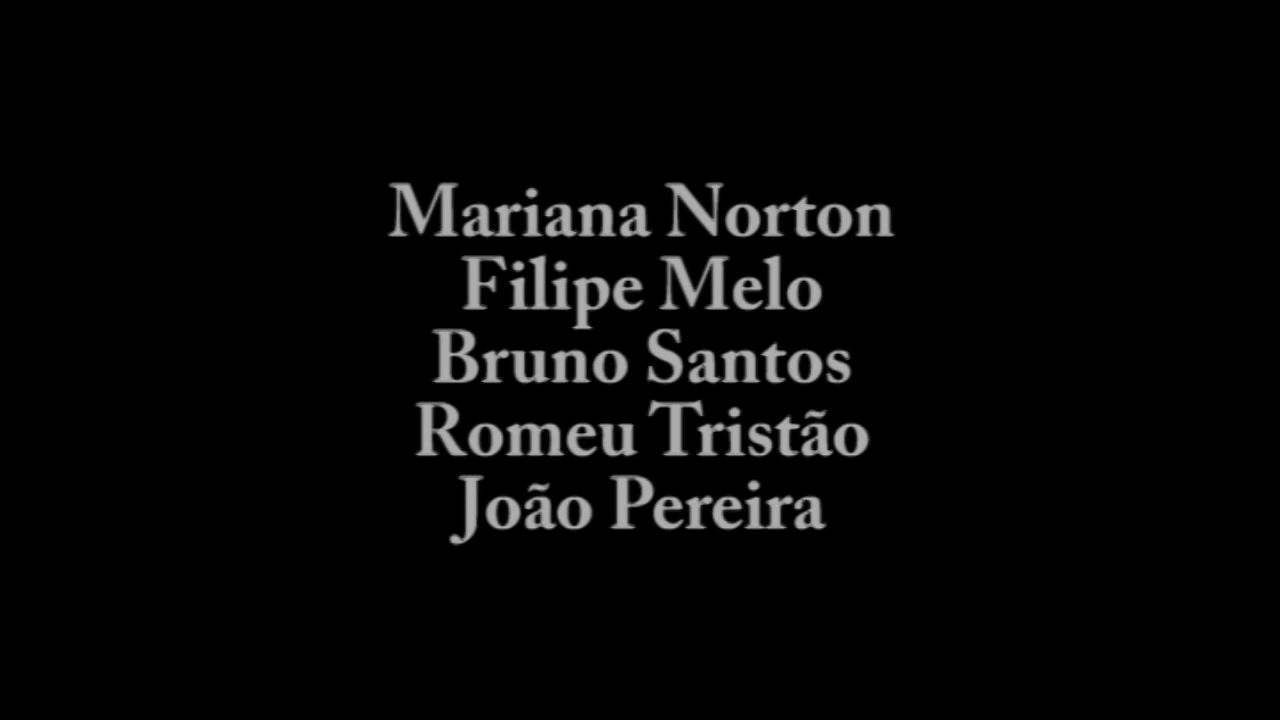 Mariana Norton
Filipe Melo
Bruno Santos
Romeu Tristão
João Pereira